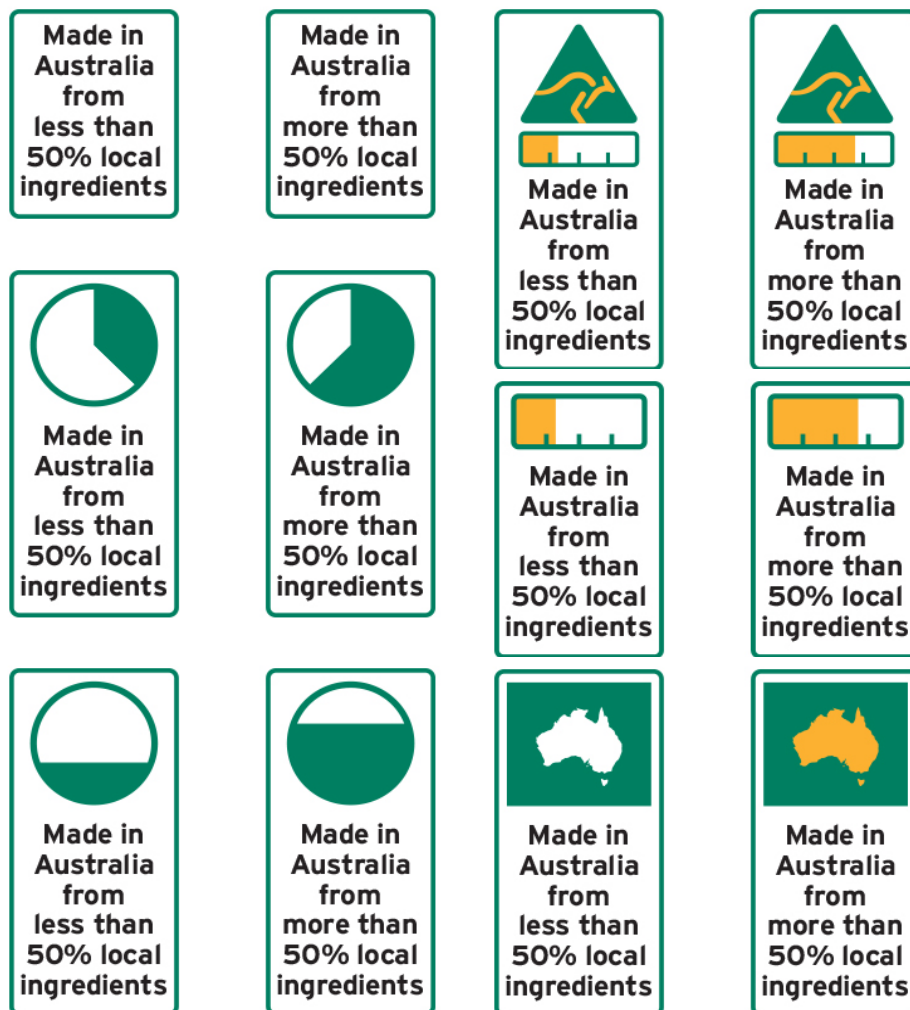 Made in
Australia
from
less than
50% local
ingredients
Made in
Australia
from
more than
50% local
ingredients
Made in
Australia
from
less than
50% local
ingredients
Made in
Australia
from
more than
50% local
ingredients
Made in
Australia
from
less than
50% local
ingredients
Made in
Australia
from
more than
50% local
ingredients
Made in
Australia
from
less than
50% local
ingredients
Made in
Australia
from
more than
50% local
ingredients
Made in
Australia
from
less than
50% local
ingredients
Made in
Australia
from
more than
50% local
ingredients
Made in
Australia
from
less than
50% local
ingredients
Made in
Australia
from
more than
50% local
ingredients